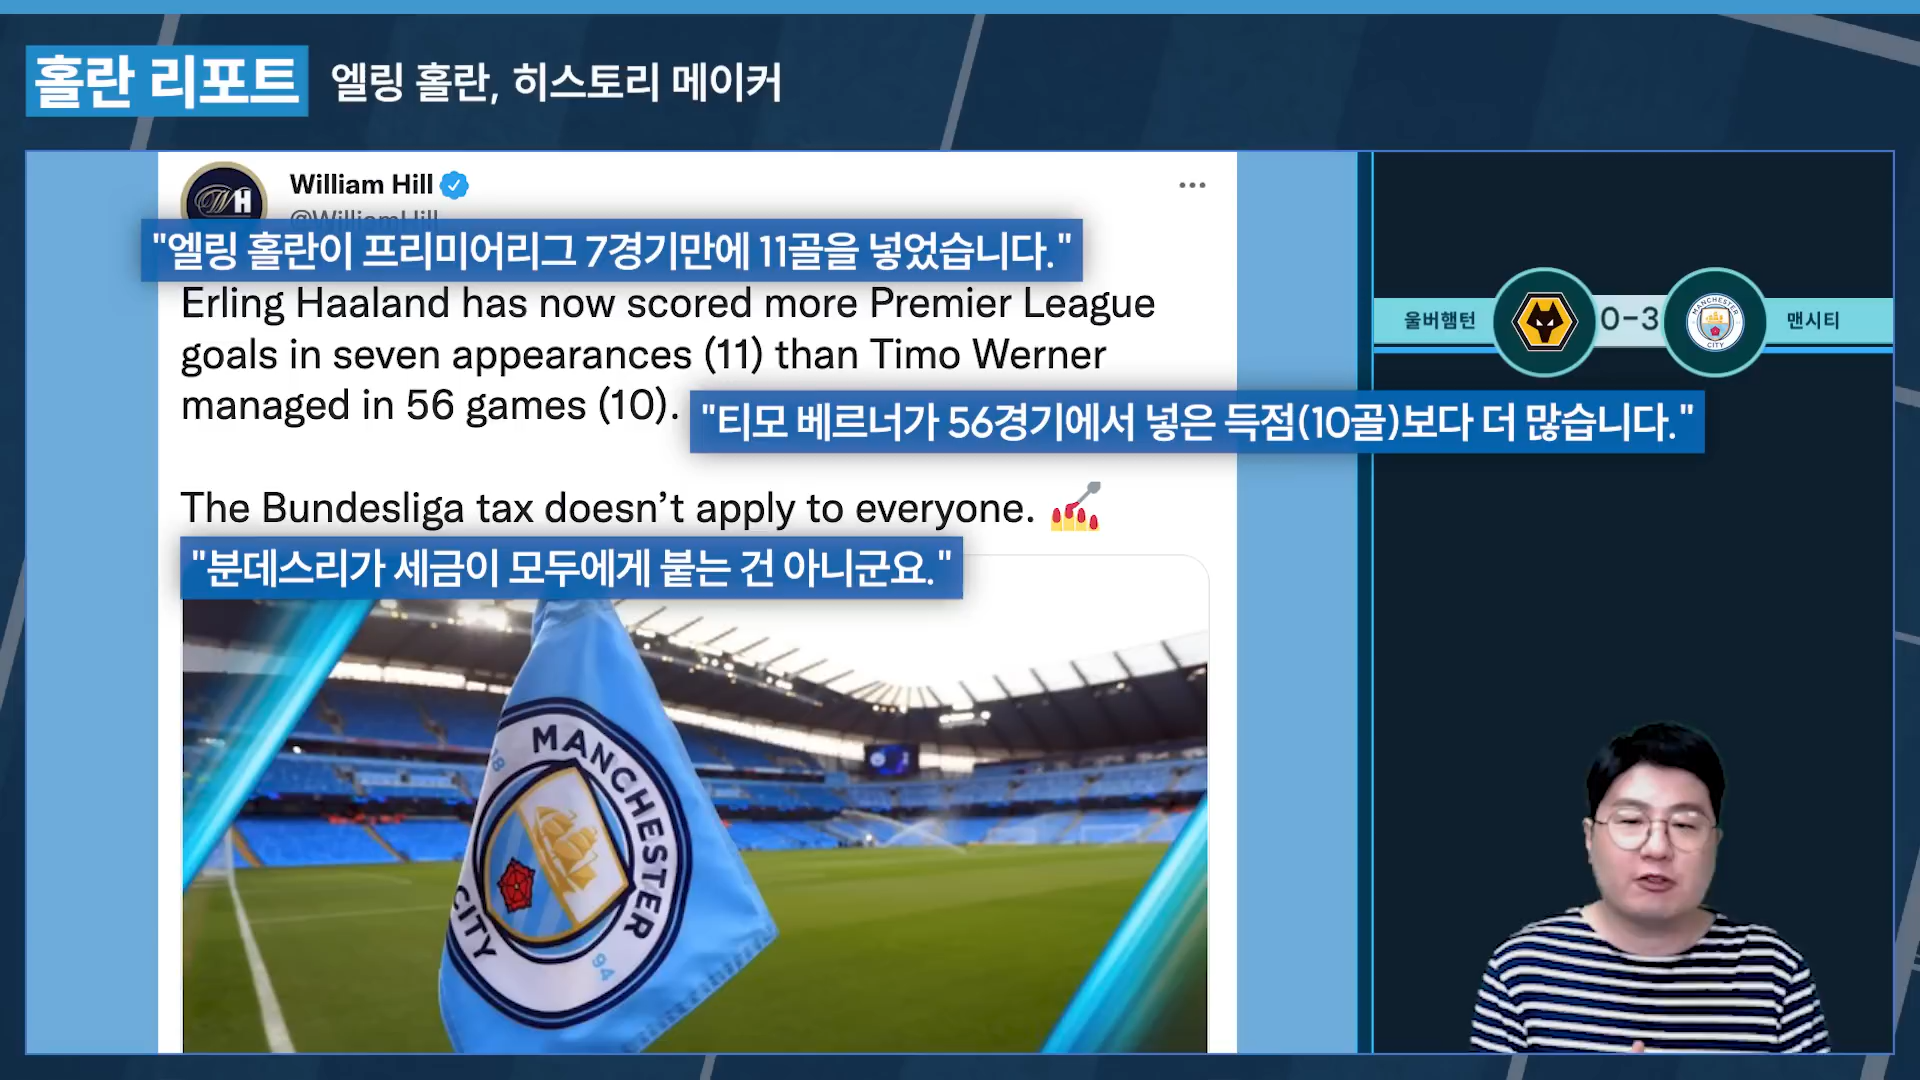 홀란 리포트
엘링 홀란, 히스토리 메이커
William Hill
@WilliamHill
"엘링 홀란이 프리미어리그 7경기만에 11골을 넣었습니다."
Erling Haaland has now scored more Premier League
goals in seven appearances (11) than Timo Werner
managed in 56 games (10).
"티모 베르너가 56경기에서 넣은 득점(10골)보다 더 많습니다."
The Bundesliga tax doesn't apply to everyone.
"분데스리가 세금이 모두에게 붙는 건 아니군요."
MANCHESTER
CITY
18
94
울버햄턴
0-3
MANCHESTER
CITY
맨시티
WH